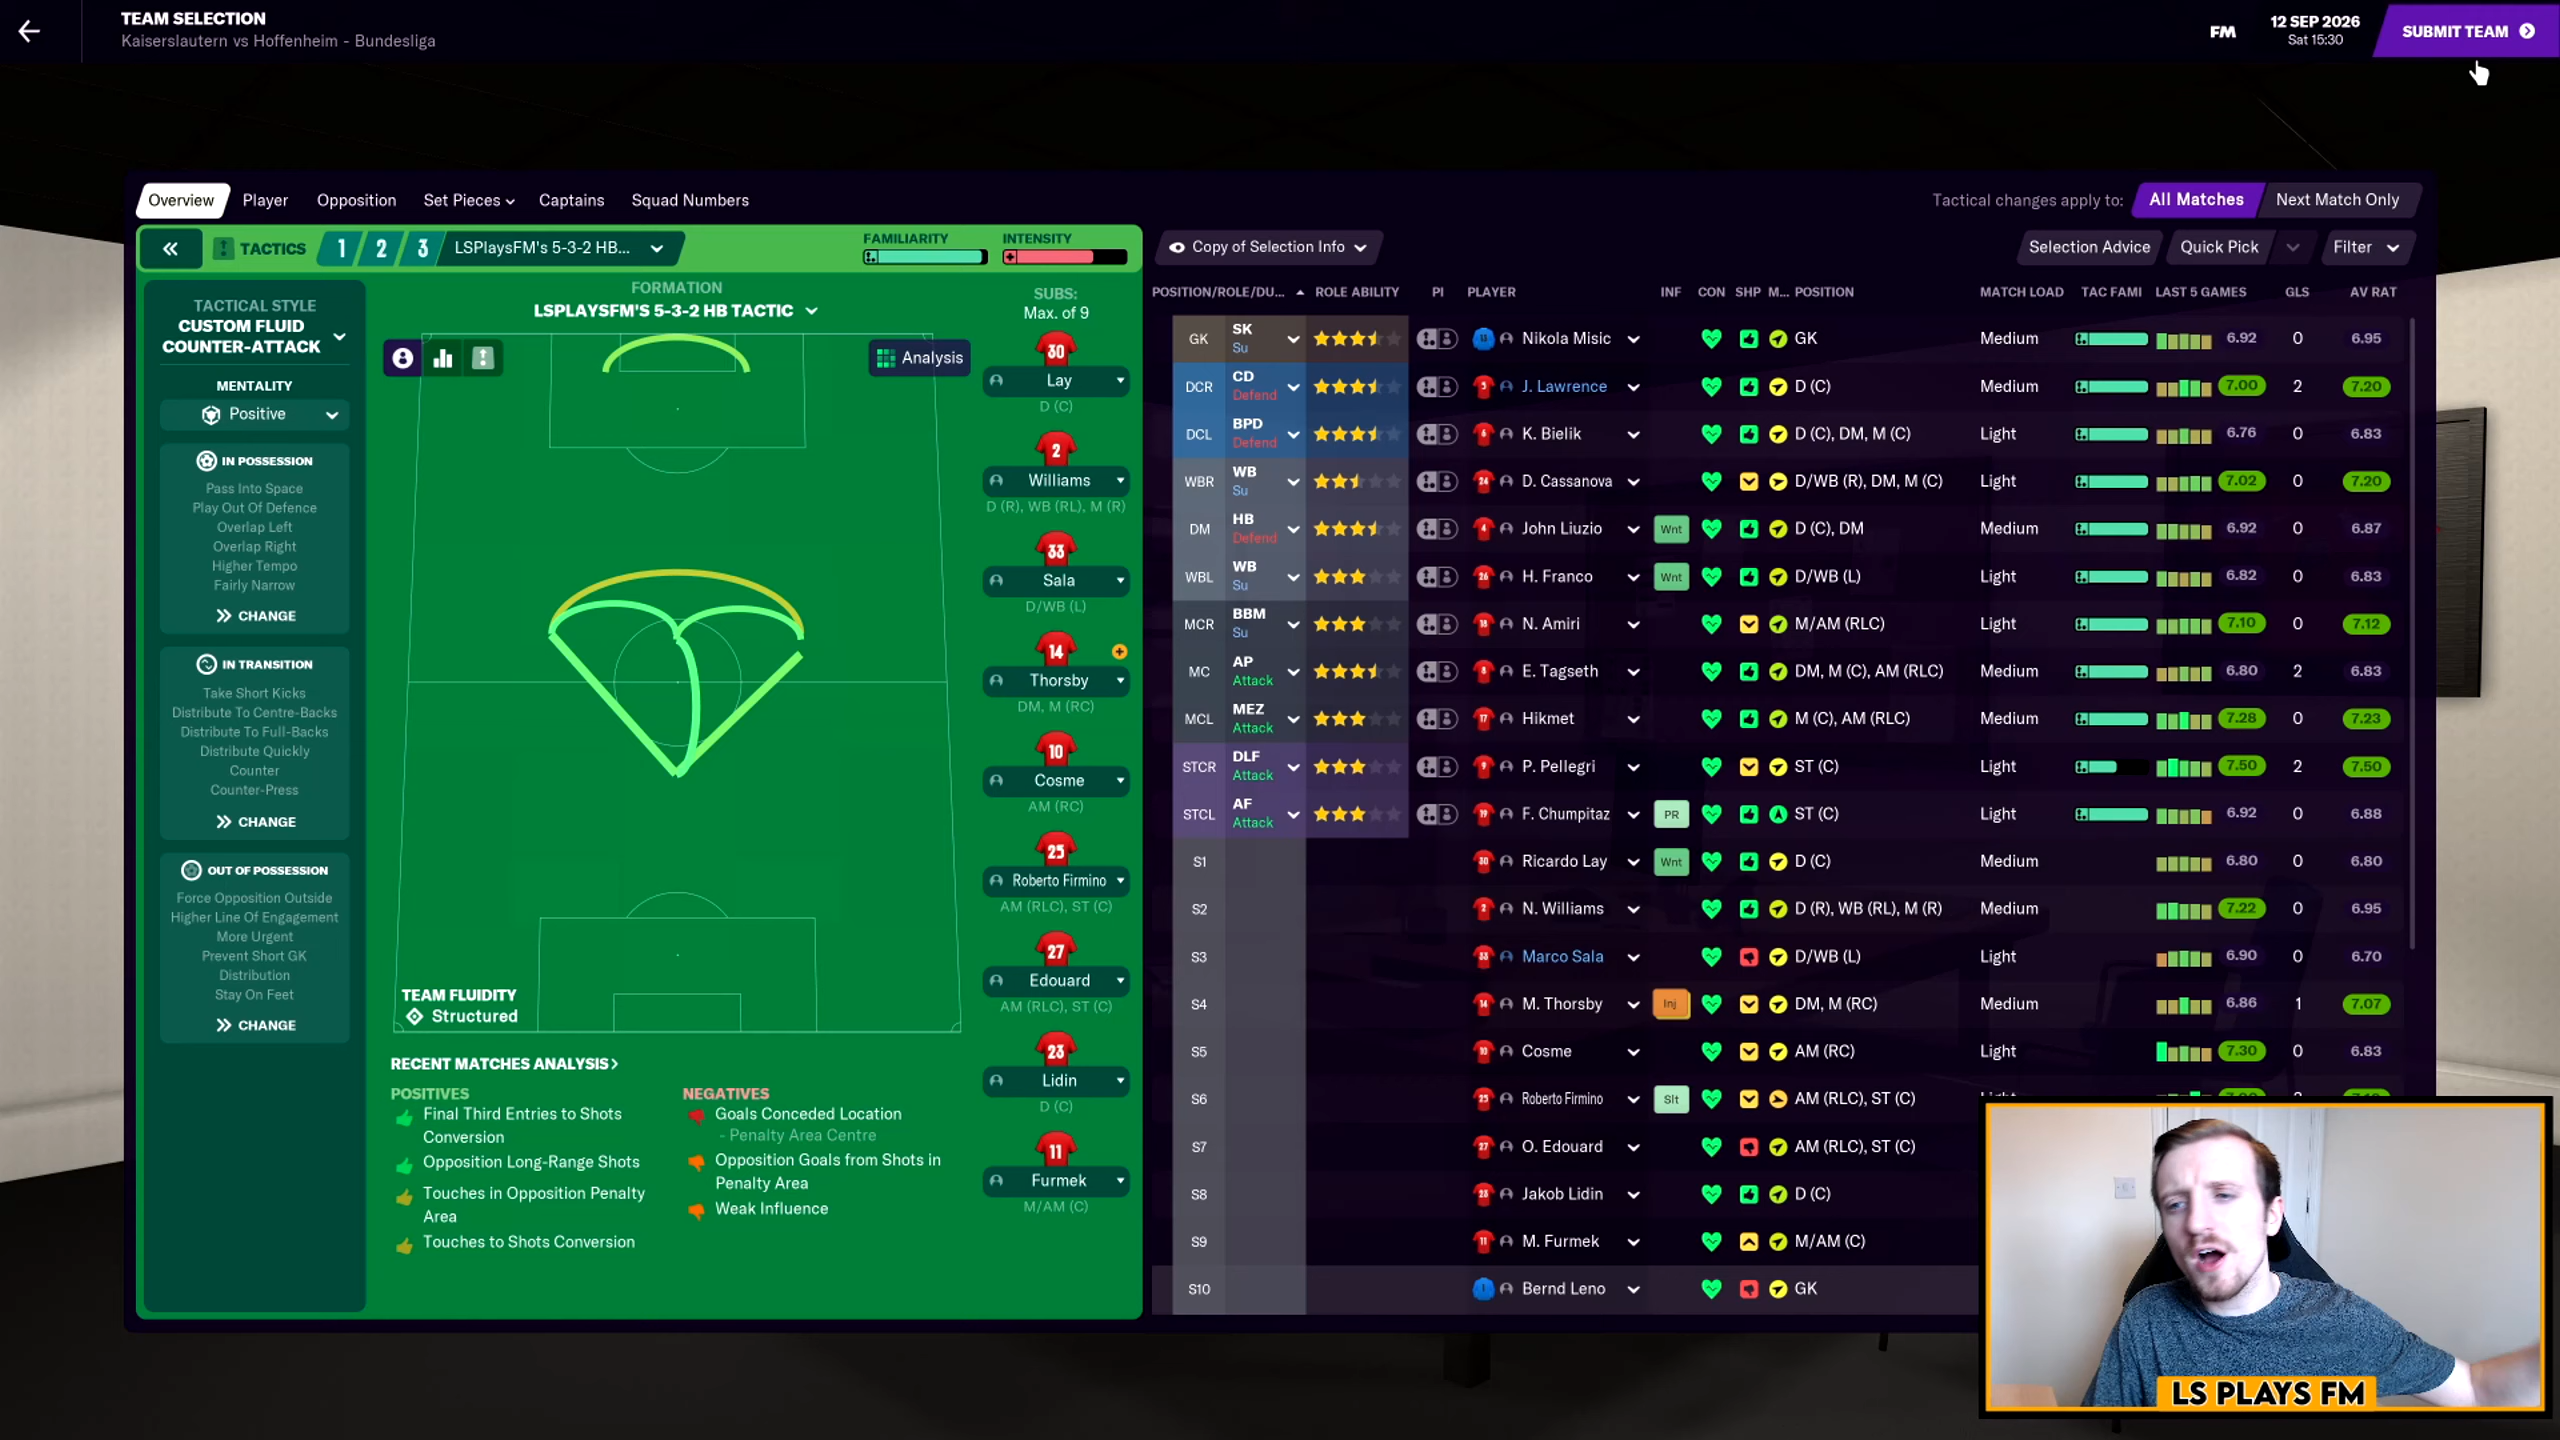 TEAM SELECTION
Kaiserslautern vs Hoffenheim - Bundesliga
FM
12 SEP 2026
Sat 15:30
SUBMIT TEAM
Overview Player Opposition Set Pieces Captains Squad Numbers
Tactical changes apply to: All Matches Next Match Only
TACTICS 1 2 3 LSPlaysFM's 5-3-2 HB...
FAMILIARITY
INTENSITY
TACTICAL STYLE
CUSTOM FLUID
COUNTER-ATTACK
MENTALITY
Positive
IN POSSESSION
Pass Into Space
Play Out Of Defence
Overlap Left
Overlap Right
Higher Tempo
Fairly Narrow
CHANGE
IN TRANSITION
Take Short Kicks
Distribute To Centre-Backs
Distribute To Full-Backs
Distribute Quickly
Counter
Counter-Press
CHANGE
OUT OF POSSESSION
Force Opposition Outside
Higher Line Of Engagement
More Urgent
Prevent Short GK
Distribution
Stay On Feet
CHANGE
FORMATION
LSPLAYSFM'S 5-3-2 HB TACTIC
Analysis
TEAM FLUIDITY
Structured
RECENT MATCHES ANALYSIS
POSITIVES
Final Third Entries to Shots
Conversion
Opposition Long-Range Shots
Touches in Opposition Penalty
Area
Touches to Shots Conversion
NEGATIVES
Goals Conceded Location
- Penalty Area Centre
Opposition Goals from Shots in
Penalty Area
Weak Influence
SUBS:
Max. of 9
30
Lay
D (C)
2
Williams
D (R), WB (RL), M (R)
33
Sala
D/WB (L)
14
Thorsby
DM, M (RC)
10
Cosme
AM (RC)
25
Roberto Firmino
AM (RLC), ST (C)
27
Edouard
AM (RLC), ST (C)
23
Lidin
D (C)
11
Furmek
M/AM (C)
Copy of Selection Info
Selection Advice Quick Pick Filter
POSITION/ROLE/DU... ROLE ABILITY PI PLAYER INF CON SHP M... POSITION MATCH LOAD TAC FAMI LAST 5 GAMES GLS AV RAT
GK SK Su Nikola Misic GK Medium 6.92 0 6.95
DCR CD Defend J. Lawrence D (C) Medium 7.00 2 7.20
DCL BPD Defend K. Bielik D (C), DM, M (C) Light 6.76 0 6.83
WBR WB Su 24 D. Cassanova D/WB (R), DM, M (C) Light 7.02 0 7.20
DM HB Defend John Liuzio Wnt D (C), DM Medium 6.92 0 6.87
WBL WB Su 26 H. Franco Wnt D/WB (L) Light 6.82 0 6.83
MCR BBM Su 18 N. Amiri M/AM (RLC) Light 7.10 0 7.12
MC AP Attack E. Tagseth DM, M (C), AM (RLC) Medium 6.80 2 6.83
MCL MEZ Attack 17 Hikmet M (C), AM (RLC) Medium 7.28 0 7.23
STCR DLF Attack P. Pellegri ST (C) Light 7.50 2 7.50
STCL AF Attack 19 F. Chumpitaz PR ST (C) Light 6.92 0 6.88
S1 30 Ricardo Lay Wnt D (C) Medium 6.80 0 6.80
S2 2 N. Williams D (R), WB (RL), M (R) Medium 7.22 0 6.95
S3 33 Marco Sala D/WB (L) Light 6.90 0 6.70
S4 14 M. Thorsby Inj DM, M (RC) Medium 6.86 1 7.07
S5 10 Cosme AM (RC) Light 7.30 0 6.83
S6 25 Roberto Firmino Slt AM (RLC), ST (C)
S7 27 O. Edouard AM (RLC), ST (C)
S8 23 Jakob Lidin D (C)
S9 11 M. Furmek M/AM (C)
S10 Bernd Leno GK
LS PLAYS FM